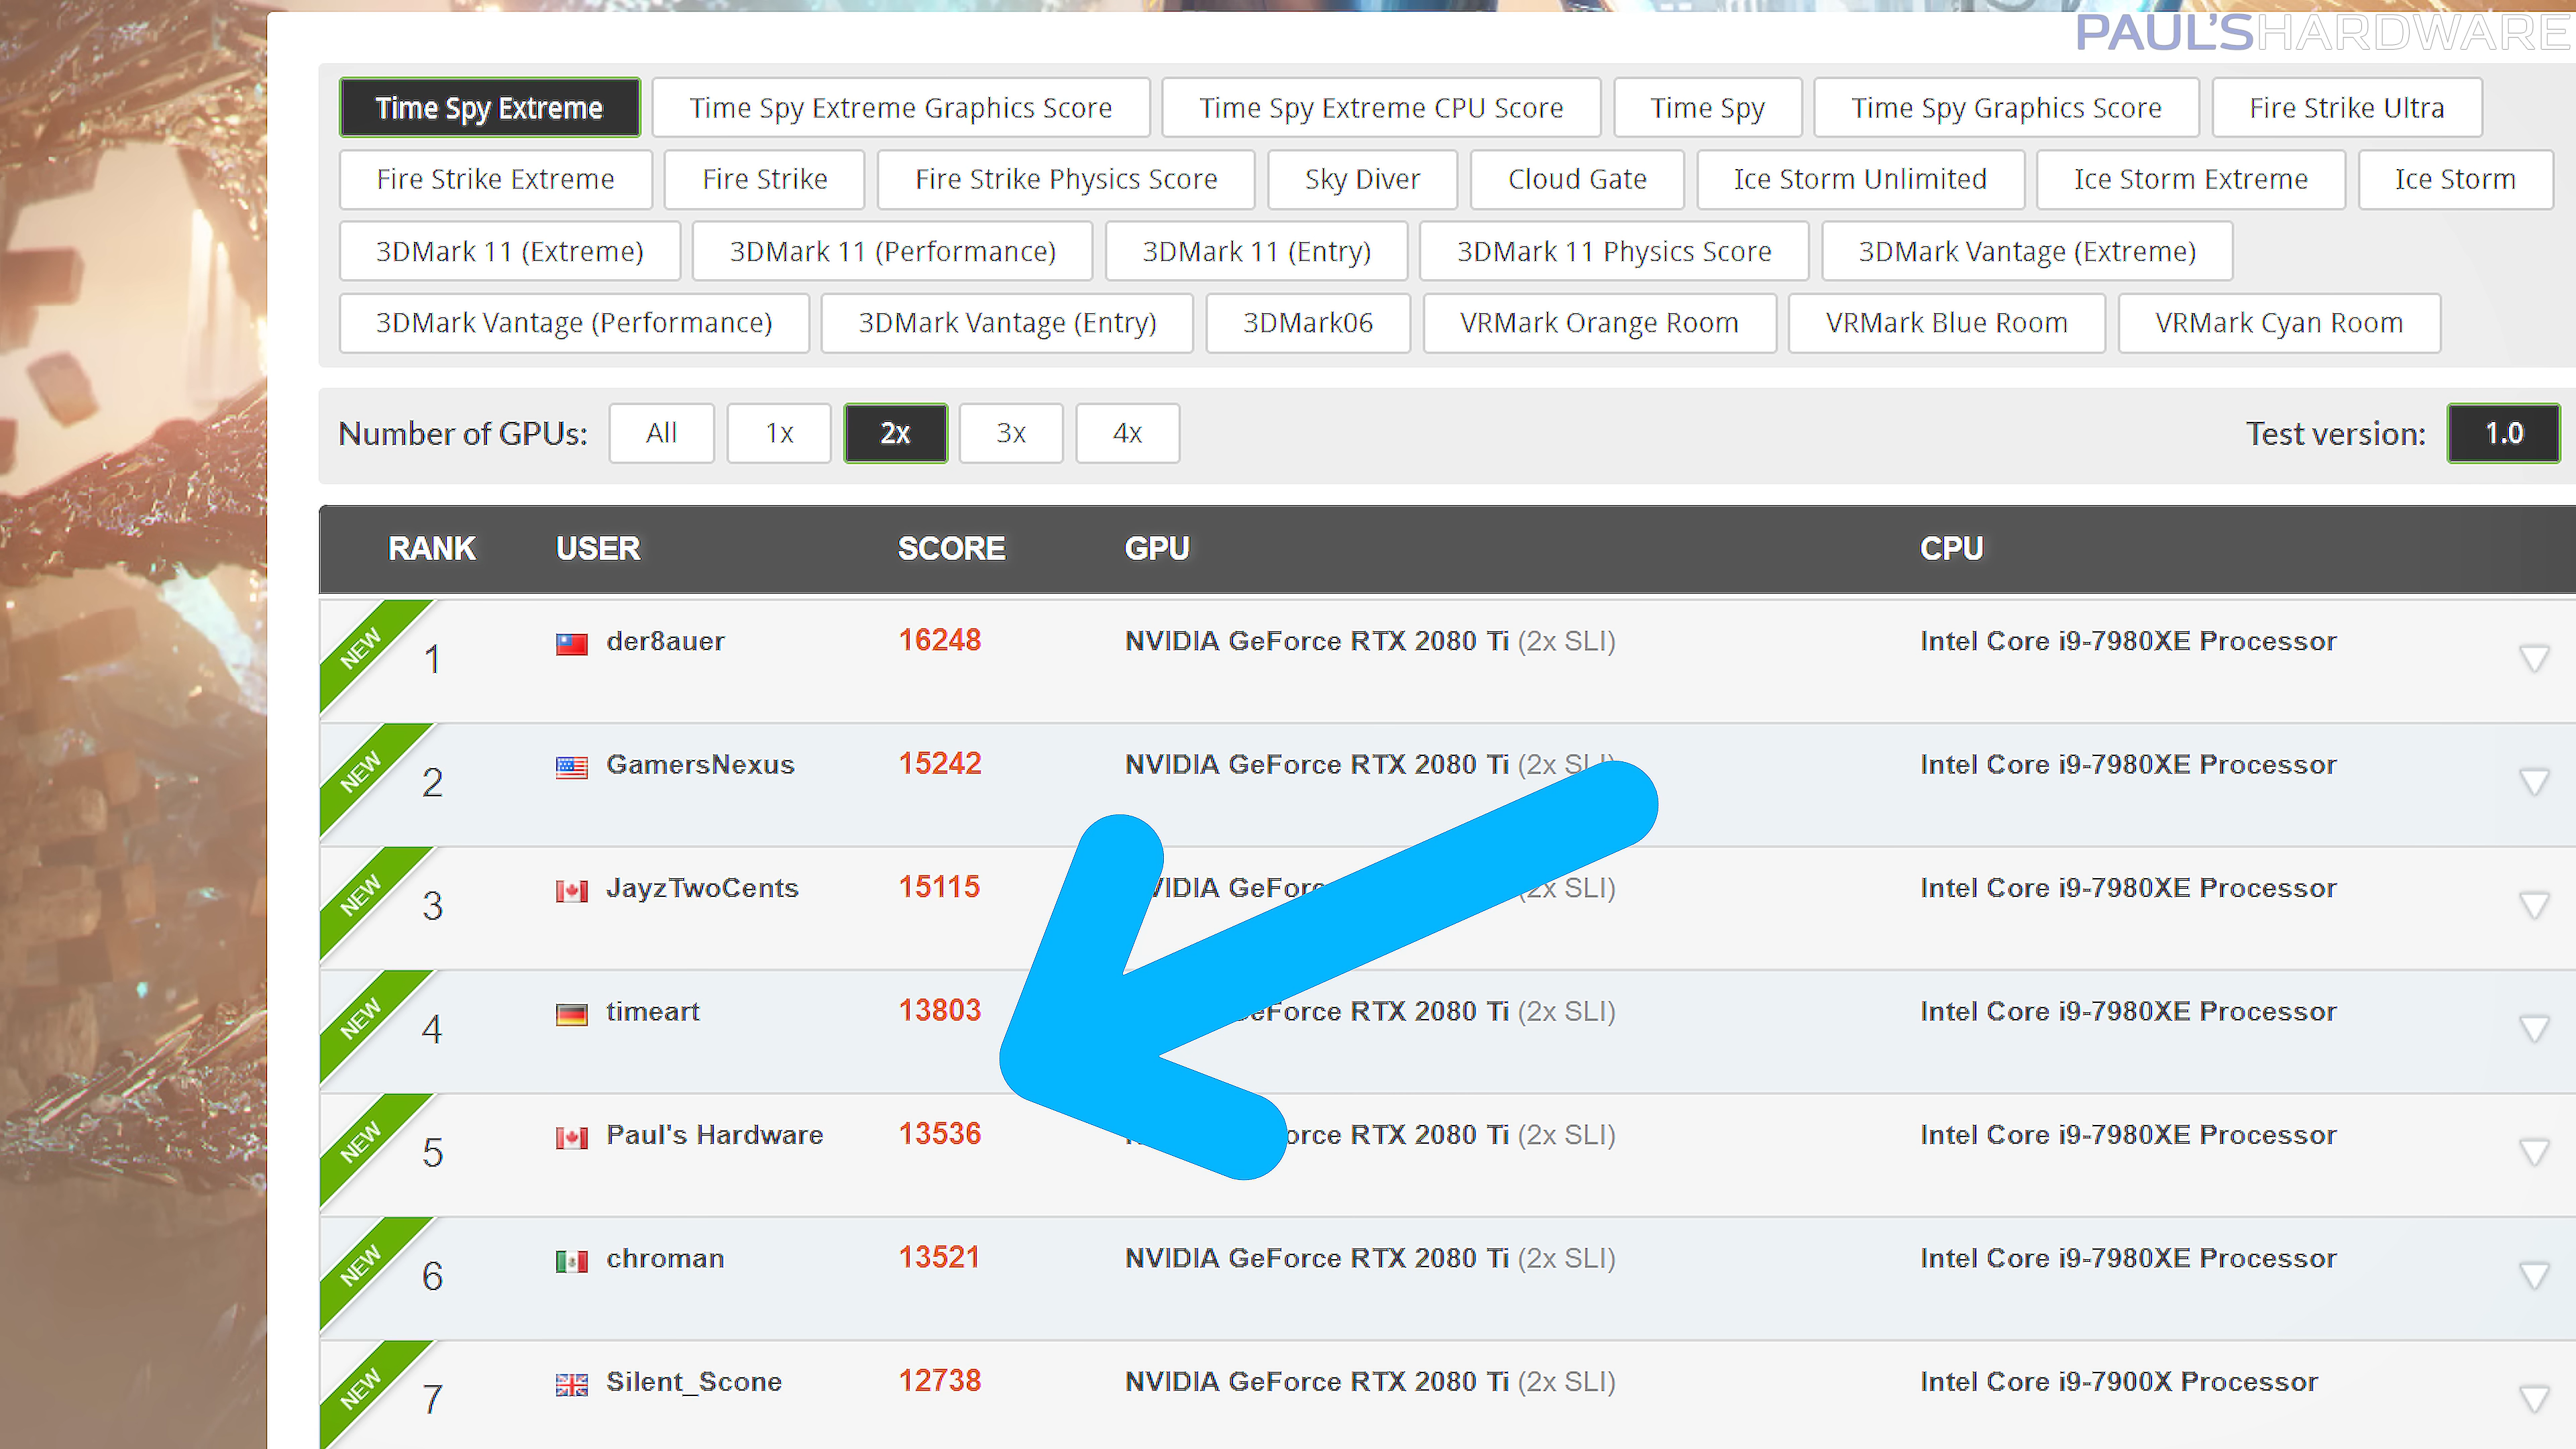 PAUL'SHARDWARE
Time Spy Extreme Time Spy Extreme Graphics Score Time Spy Extreme CPU Score Time Spy Time Spy Graphics Score Fire Strike Ultra
Fire Strike Extreme Fire Strike Fire Strike Physics Score Sky Diver Cloud Gate Ice Storm Unlimited Ice Storm Extreme Ice Storm
3DMark 11 (Extreme) 3DMark 11 (Performance) 3DMark 11 (Entry) 3DMark 11 Physics Score 3DMark Vantage (Extreme)
3DMark Vantage (Performance) 3DMark Vantage (Entry) 3DMark06 VRMark Orange Room VRMark Blue Room VRMark Cyan Room
Number of GPUs: All 1x 2x 3x 4x Test version: 1.0
RANK USER SCORE GPU CPU
NEW 1 der8auer 16248 NVIDIA GeForce RTX 2080 Ti (2x SLI) Intel Core i9-7980XE Processor
NEW 2 GamersNexus 15242 NVIDIA GeForce RTX 2080 Ti (2x SLI) Intel Core i9-7980XE Processor
NEW 3 JayzTwoCents 15115 (2x SLI) Intel Core i9-7980XE Processor
NEW 4 timeart 13803 RTX 2080 Ti (2x SLI) Intel Core i9-7980XE Processor
NEW 5 Paul's Hardware 13536 RTX 2080 Ti (2x SLI) Intel Core i9-7980XE Processor
NEW 6 chroman 13521 NVIDIA GeForce RTX 2080 Ti (2x SLI) Intel Core i9-7980XE Processor
NEW 7 Silent_Scone 12738 NVIDIA GeForce RTX 2080 Ti (2x SLI) Intel Core i9-7900X Processor